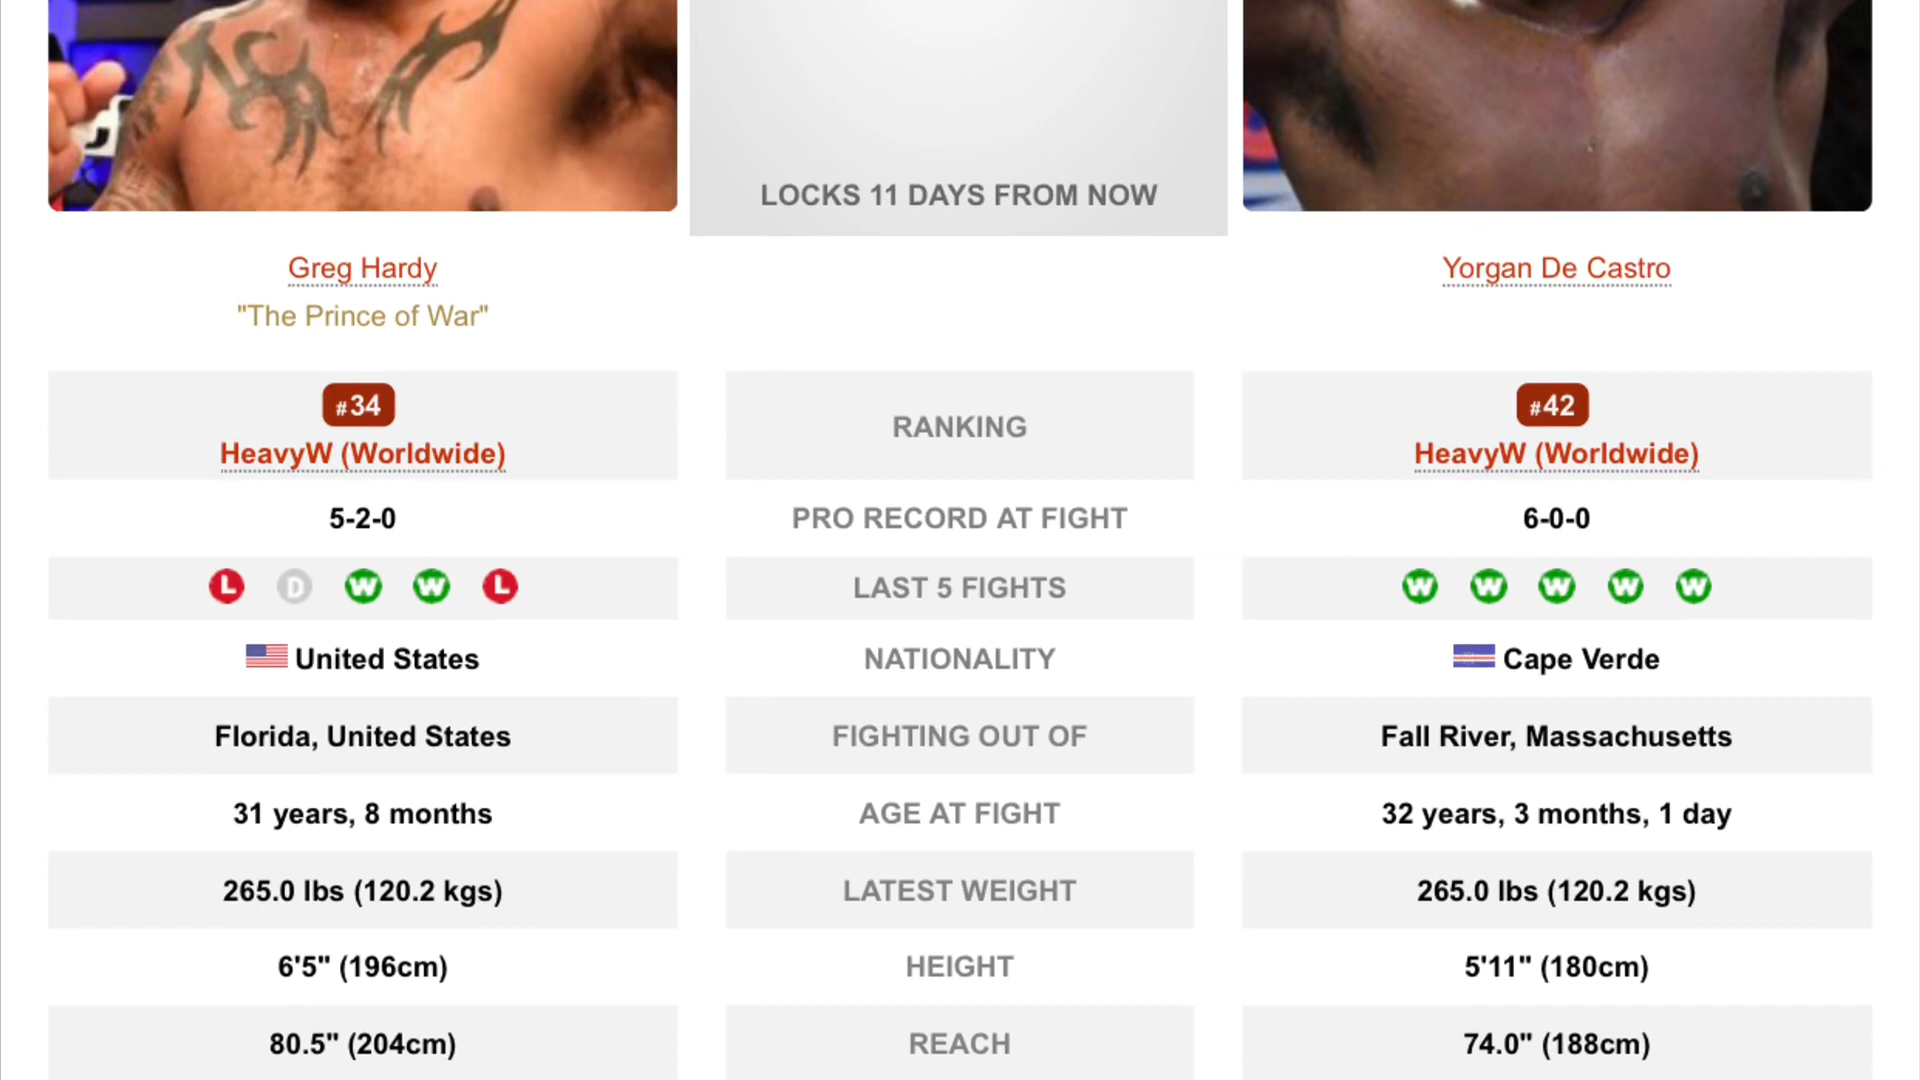 LOCKS 11 DAYS FROM NOW
Greg Hardy
Yorgan De Castro
"The Prince of War"
#34
RANKING
#42
HeavyW (Worldwide)
HeavyW (Worldwide)
5-2-0
PRO RECORD AT FIGHT
6-0-0
L D W W L
LAST 5 FIGHTS
W W W W W
United States
NATIONALITY
Cape Verde
Florida, United States
FIGHTING OUT OF
Fall River, Massachusetts
31 years, 8 months
AGE AT FIGHT
32 years, 3 months, 1 day
265.0 lbs (120.2 kgs)
LATEST WEIGHT
265.0 lbs (120.2 kgs)
6'5" (196cm)
HEIGHT
5'11" (180cm)
80.5" (204cm)
REACH
74.0" (188cm)